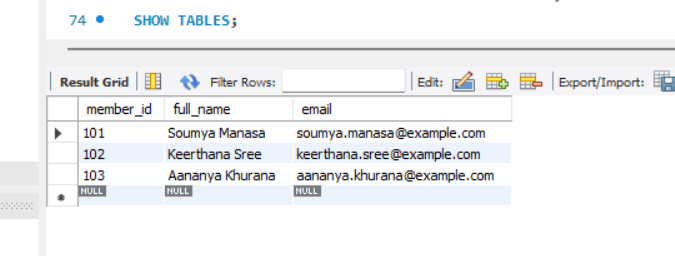 74 SHOW TABLES;
Result Grid Filter Rows: Edit: Export/Import:
member_id full_name email
101 Soumya Manasa soumya.manasa@example.com
102 Keerthana Sree keerthana.sree@example.com
103 Aananya Khurana aananya.khurana@example.com
NULL NULL NULL